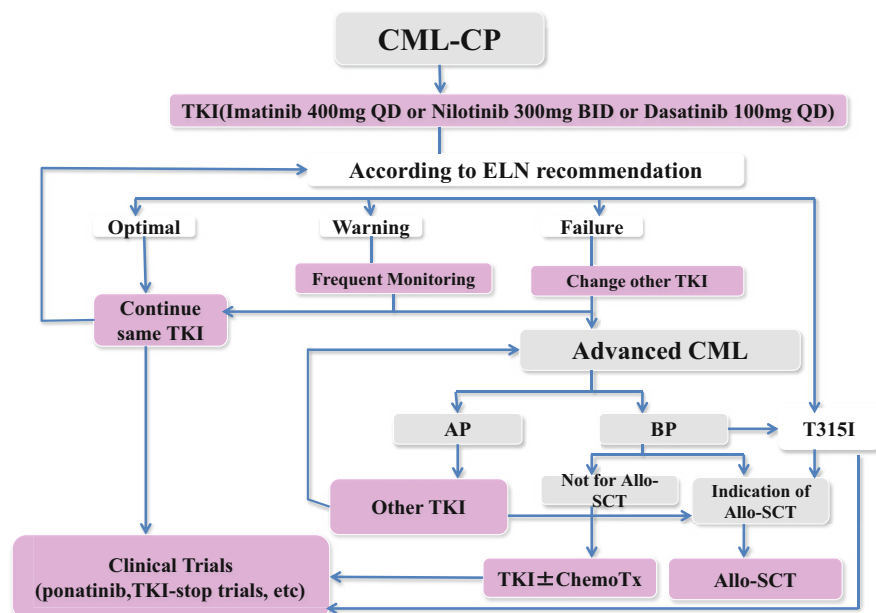 CML-CP
TKI(Imatinib 400mg QD or Nilotinib 300mg BID or Dasatinib 100mg QD)
According to ELN recommendation
Optimal
Warning
Failure
Frequent Monitoring
Change other TKI
Continue
same TKI
Advanced CML
AP
BP
T315I
Not for Allo-
SCT
Indication of
Allo-SCT
Other TKI
Clinical Trials
(ponatinib,TKI-stop trials, etc)
TKI±ChemoTx
Allo-SCT